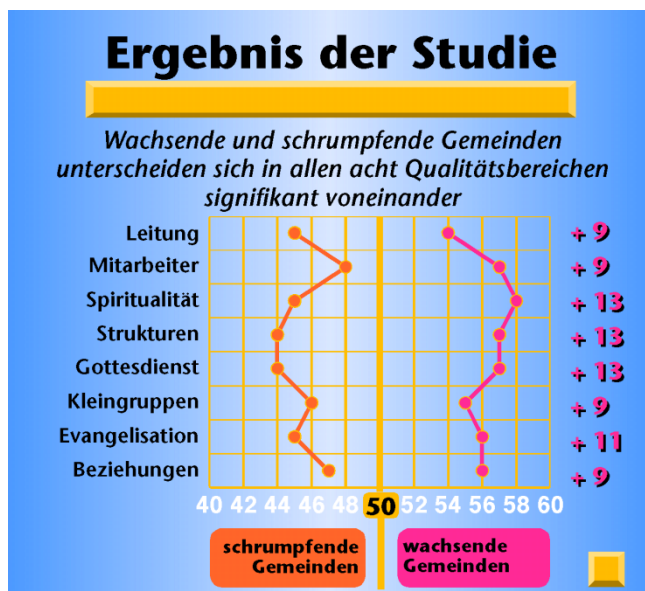 Ergebnis der Studie
Wachsende und schrumpfende Gemeinden
unterscheiden sich in allen acht Qualitätsbereichen
signifikant voneinander
Leitung + 9
Mitarbeiter + 9
Spiritualität + 13
Strukturen + 13
Gottesdienst + 13
Kleingruppen + 9
Evangelisation + 11
Beziehungen + 9
40 42 44 46 48 50 52 54 56 58 60
schrumpfende
Gemeinden
wachsende
Gemeinden